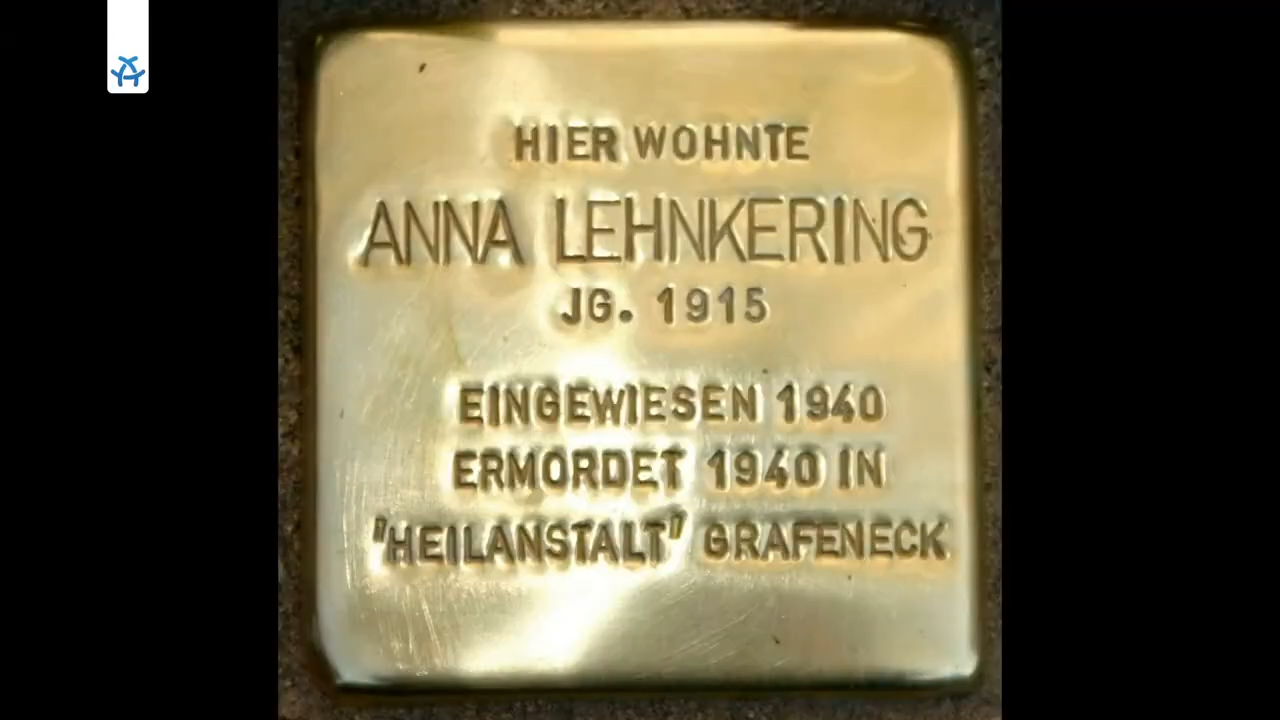 HIER WOHNTE
ANNA LEHNKERING
JG. 1915
EINGEWIESEN 1940
ERMORDET 1940 IN
"HEILANSTALT" GRAFENECK